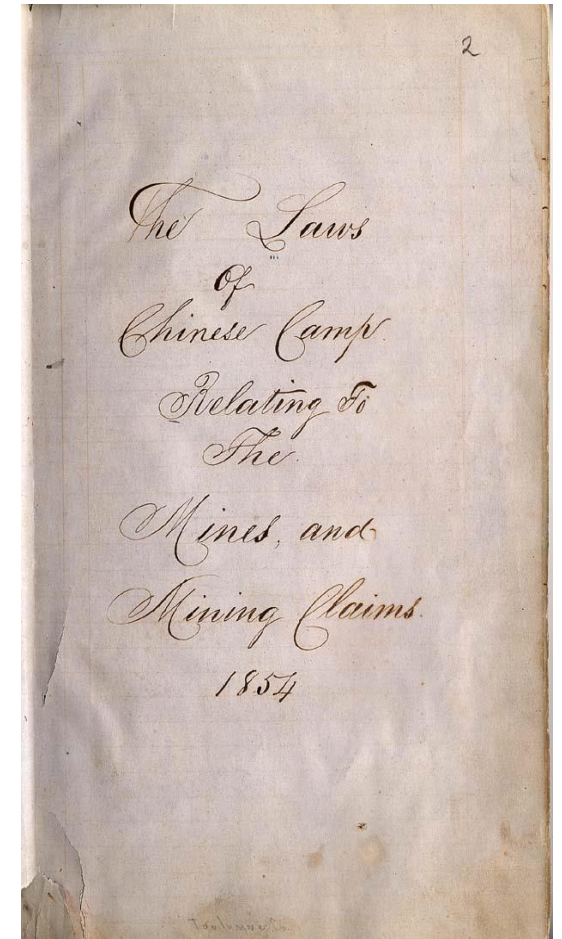 2
The Laws
Of
Chinese Camp.
Relating To
The
Mines, and
Mining Claims.
1854